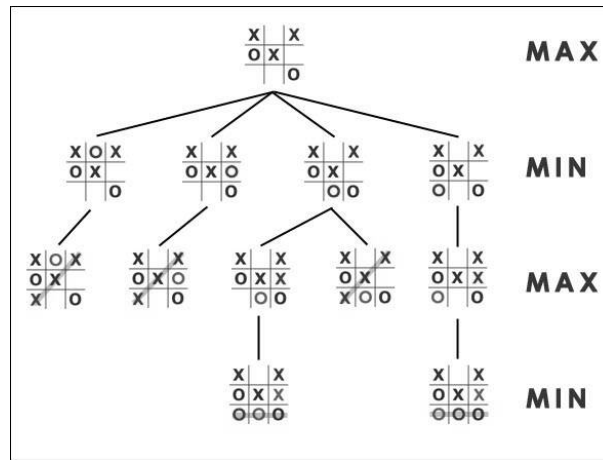 X X
O X MAX
O
X O X X X X X X X
O X O X O O X O X MIN
O O O O O O
X O X X X X X X X X X
O X O X O O X X O X O X X MAX
X O X O O O X O O O O
X X X X
O X X O X X MIN
O O O O O O